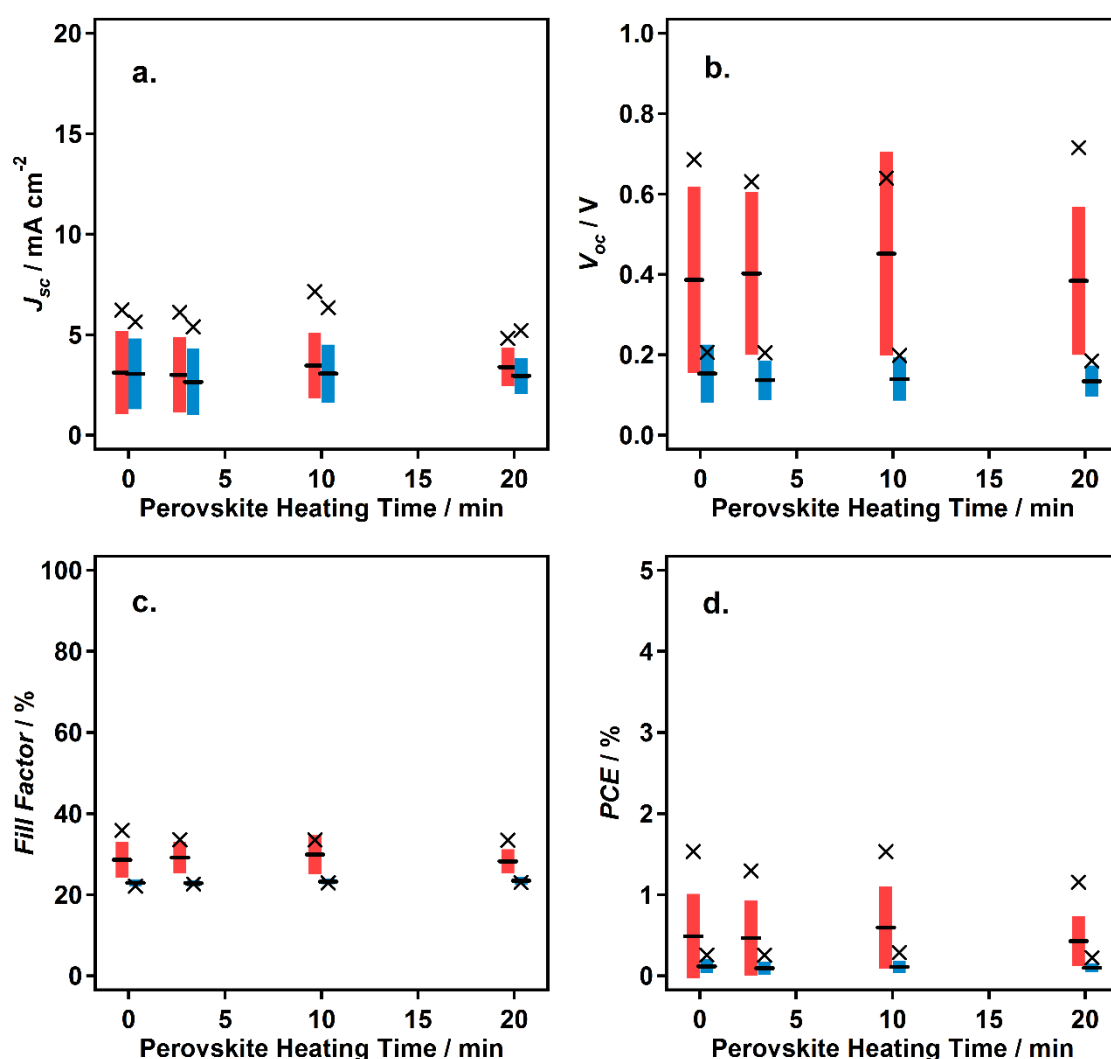 a.
20
15
10
5
0
J_sc / mA cm⁻²
0 5 10 15 20
Perovskite Heating Time / min
b.
1.0
0.8
0.6
0.4
0.2
0.0
V_oc / V
0 5 10 15 20
Perovskite Heating Time / min
c.
100
80
60
40
20
0
Fill Factor / %
0 5 10 15 20
Perovskite Heating Time / min
d.
5
4
3
2
1
0
PCE / %
0 5 10 15 20
Perovskite Heating Time / min